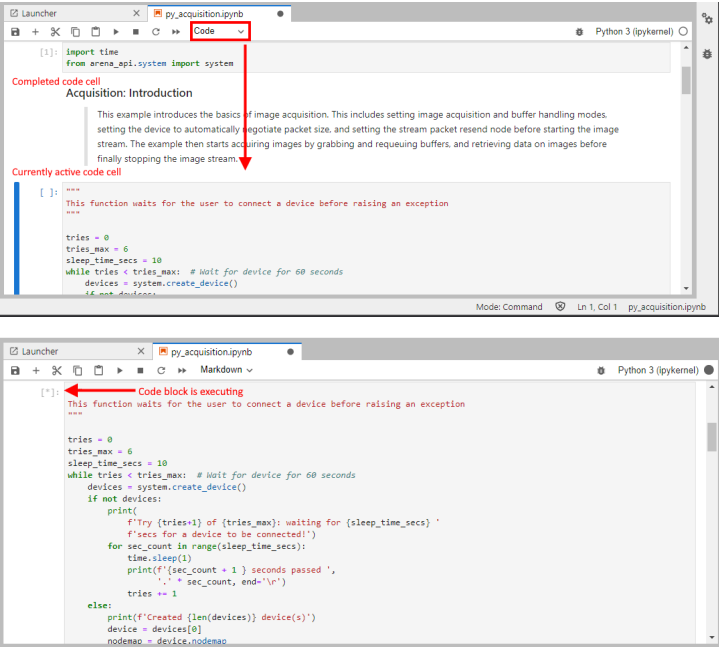 Launcher
py_acquisition.ipynb
Code
Python 3 (ipykernel)
[1]: import time
from arena_api.system import system
Completed code cell
Acquisition: Introduction
This example introduces the basics of image acquisition. This includes setting image acquisition and buffer handling modes,
setting the device to automatically negotiate packet size, and setting the stream packet resend node before starting the image
stream. The example then starts acquiring images by grabbing and requeuing buffers, and retrieving data on images before
finally stopping the image stream.
Currently active code cell
[ ]: """
This function waits for the user to connect a device before raising an exception
"""
tries = 0
tries_max = 6
sleep_time_secs = 10
while tries < tries_max:  # Wait for device for 60 seconds
devices = system.create_device()
if not devices:
Mode: Command
Ln 1, Col 1
py_acquisition.ipynb
Launcher
py_acquisition.ipynb
Markdown
Python 3 (ipykernel)
[*]:
Code block is executing
This function waits for the user to connect a device before raising an exception
"""
tries = 0
tries_max = 6
sleep_time_secs = 10
while tries < tries_max:  # Wait for device for 60 seconds
devices = system.create_device()
if not devices:
print(
f'Try {tries+1} of {tries_max}: waiting for {sleep_time_secs} '
f'secs for a device to be connected!')
for sec_count in range(sleep_time_secs):
time.sleep(1)
print(f'{sec_count + 1 } seconds passed ',
'.' * sec_count, end='\r')
tries += 1
else:
print(f'Created {len(devices)} device(s)')
device = devices[0]
nodemap = device.nodemap